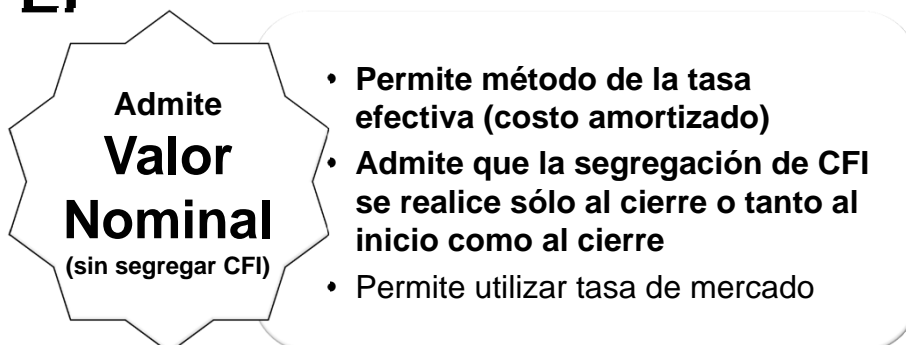 Admite
Valor
Nominal
(sin segregar CFI)
• Permite método de la tasa
efectiva (costo amortizado)
• Admite que la segregación de CFI
se realice sólo al cierre o tanto al
inicio como al cierre
• Permite utilizar tasa de mercado